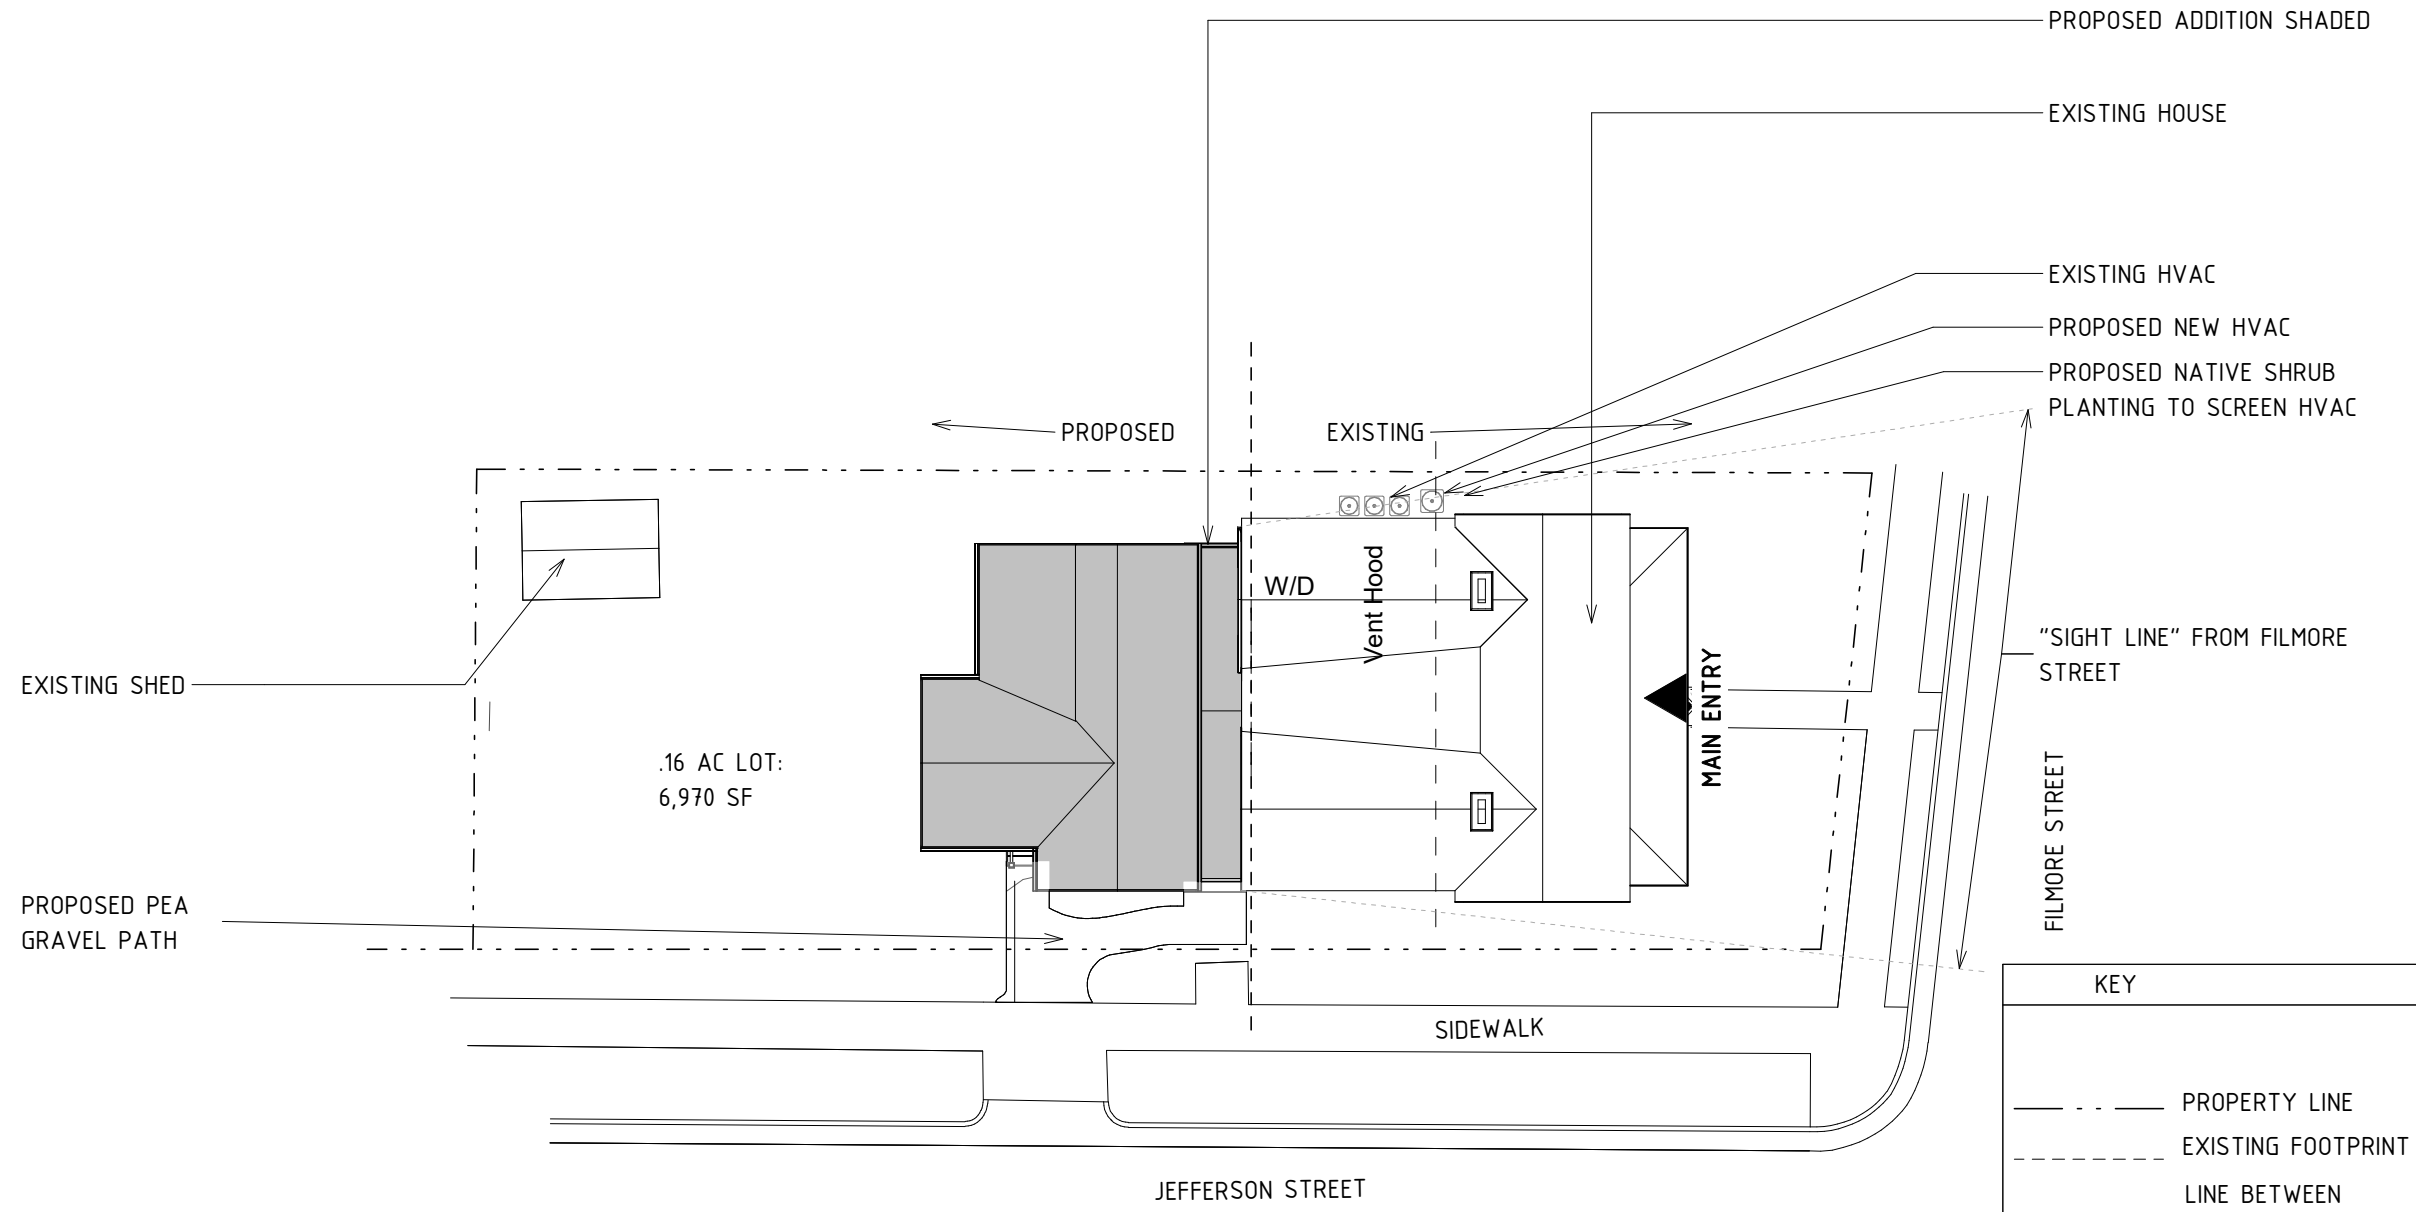 PROPOSED ADDITION SHADED
EXISTING HOUSE
EXISTING HVAC
PROPOSED NEW HVAC
PROPOSED NATIVE SHRUB
PLANTING TO SCREEN HVAC
PROPOSED
EXISTING
W/D
Vent Hood
MAIN ENTRY
"SIGHT LINE" FROM FILMORE
STREET
EXISTING SHED
.16 AC LOT:
6,970 SF
FILMORE STREET
PROPOSED PEA
GRAVEL PATH
KEY
SIDEWALK
PROPERTY LINE
EXISTING FOOTPRINT
LINE BETWEEN
JEFFERSON STREET